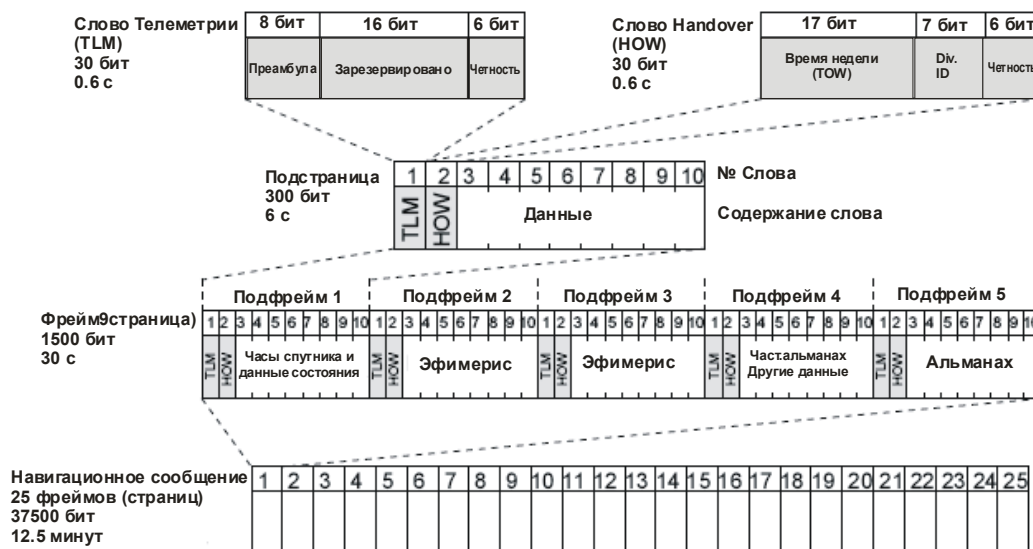 Слово Телеметрии
(TLM)
30 бит
0.6 с
8 бит 16 бит 6 бит
Преамбула Зарезервировано Четность
Слово Handover
(HOW)
30 бит
0.6 с
17 бит 7 бит 6 бит
Время недели
(TOW)
Div.
ID
Четность
Подстраница
300 бит
6 с
1 2 3 4 5 6 7 8 9 10
№ Слова
TLM HOW Данные
Содержание слова
Подфрейм 1 Подфрейм 2 Подфрейм 3 Подфрейм 4 Подфрейм 5
Фрейм9страница)
1500 бит
30 с
1 2 3 4 5 6 7 8 9 10 1 2 3 4 5 6 7 8 9 10 1 2 3 4 5 6 7 8 9 10 1 2 3 4 5 6 7 8 9 10 1 2 3 4 5 6 7 8 9 10
TLM HOW
Часы спутника и
данные состояния
TLM HOW Эфимерис
TLM HOW Эфимерис
TLM HOW
Част.альманах
Другие данные
TLM HOW Альманах
Навигационное сообщение
25 фреймов (страниц)
37500 бит
12.5 минут
1 2 3 4 5 6 7 8 9 10 11 12 13 14 15 16 17 18 19 20 21 22 23 24 25